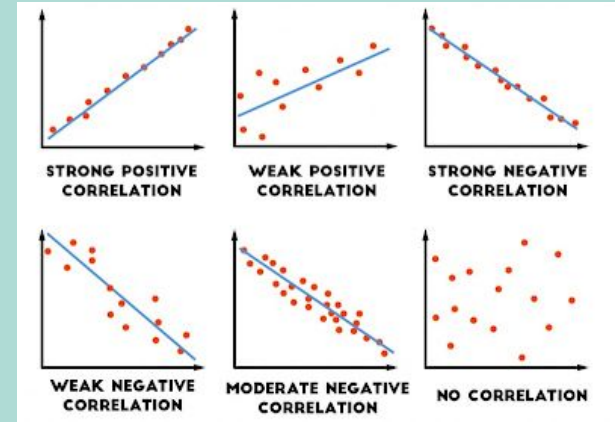 STRONG POSITIVE
CORRELATION
WEAK POSITIVE
CORRELATION
STRONG NEGATIVE
CORRELATION
WEAK NEGATIVE
CORRELATION
MODERATE NEGATIVE
CORRELATION
NO CORRELATION